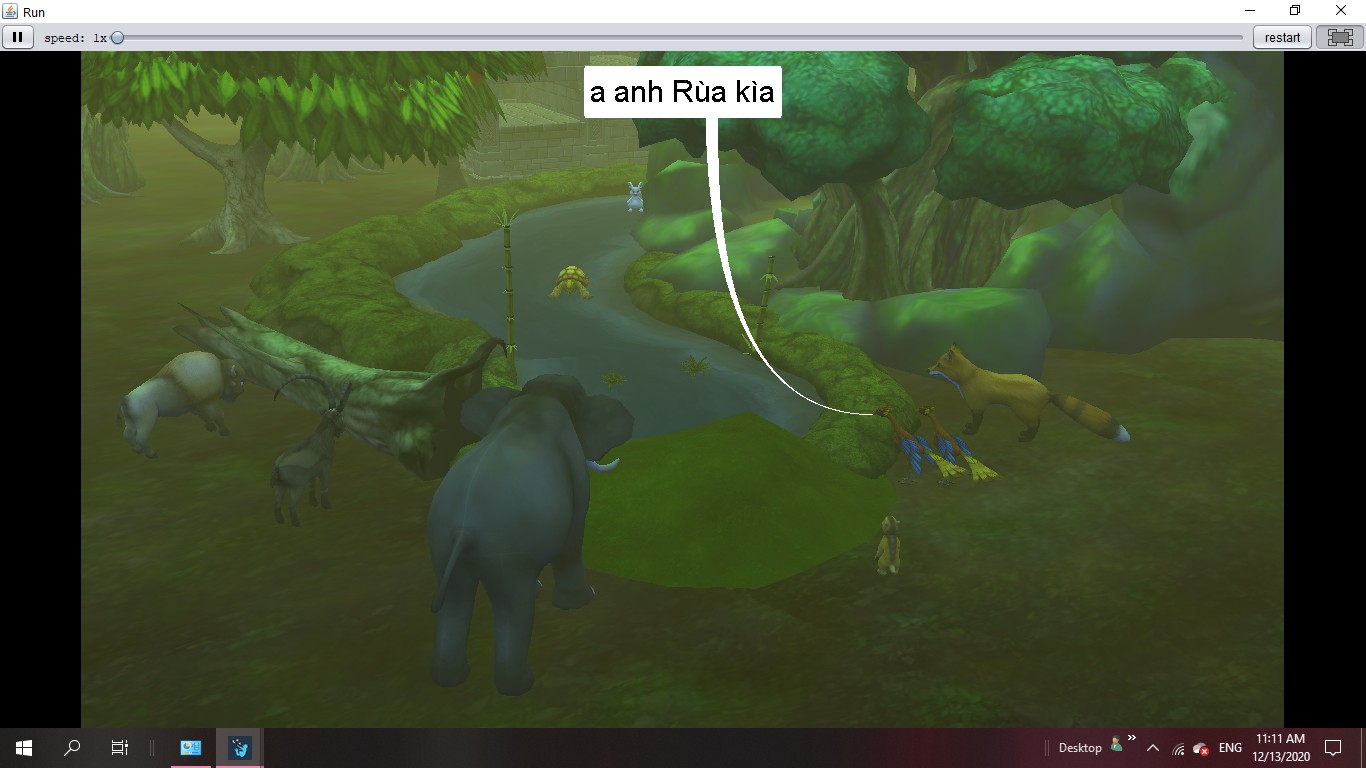 Run
speed: 1x
restart
a anh Rùa kìa
Desktop
ENG
11:11 AM
12/13/2020